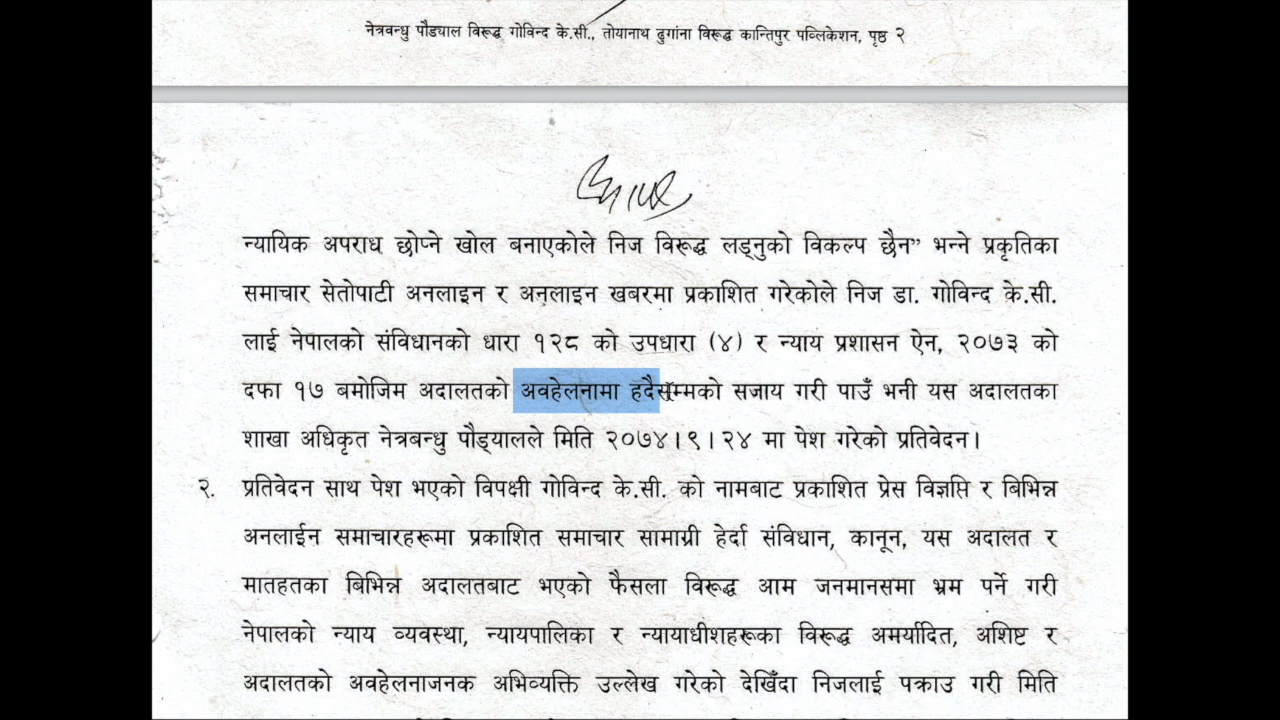 नेत्रबन्धु पौड्याल विरूद्ध गोविन्द के.सी., तोयानाथ ढुगांना विरूद्ध कान्तिपुर पव्लिकेशन, पृष्ठ २
न्यायिक अपराध छोप्ने खोल बनाएकोले निज विरूद्ध लड्नुको विकल्प छैन” भन्ने प्रकृतिका
समाचार सेतोपाटी अनलाइन र अनलाइन खबरमा प्रकाशित गरेकोले निज डा. गोविन्द के.सी.
लाई नेपालको संविधानको धारा १२८ को उपधारा (४) र न्याय प्रशासन ऐन, २०७३ को
दफा १७ बमोजिम अदालतको अवहेलनामा हदैसम्मको सजाय गरी पाउँ भनी यस अदालतका
शाखा अधिकृत नेत्रबन्धु पौड्यालले मिति २०७४।९।२४ मा पेश गरेको प्रतिवेदन।
२. प्रतिवेदन साथ पेश भएको विपक्षी गोविन्द के.सी. को नामबाट प्रकाशित प्रेस विज्ञप्ति र बिभिन्न
अनलाईन समाचारहरूमा प्रकाशित समाचार सामाग्री हेर्दा संविधान, कानून, यस अदालत र
मातहतका बिभिन्न अदालतबाट भएको फैसला विरूद्ध आम जनमानसमा भ्रम पर्ने गरी
नेपालको न्याय व्यवस्था, न्यायपालिका र न्यायाधीशहरूका विरूद्ध अमर्यादित, अशिष्ट र
अदालतको अवहेलनाजनक अभिव्यक्ति उल्लेख गरेको देखिँदा निजलाई पक्राउ गरी मिति